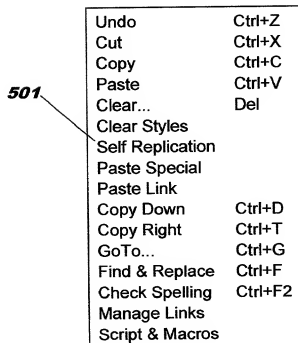 Undo Ctrl+Z
Cut Ctrl+X
Copy Ctrl+C
Paste Ctrl+V
Clear... Del
Clear Styles
501
Self Replication
Paste Special
Paste Link
Copy Down Ctrl+D
Copy Right Ctrl+T
GoTo... Ctrl+G
Find & Replace Ctrl+F
Check Spelling Ctrl+F2
Manage Links
Script & Macros